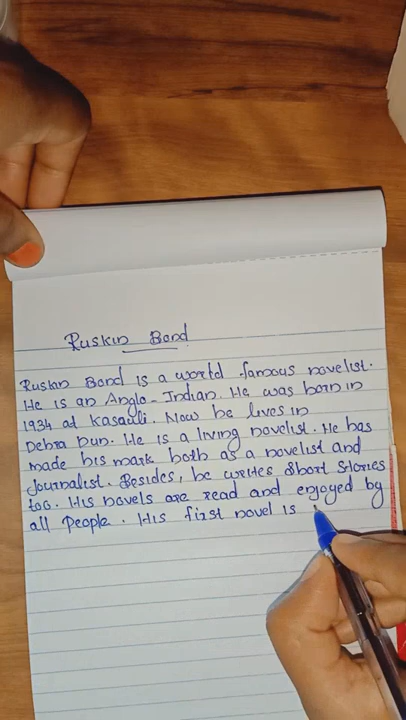 Ruskin Bond
Ruskin Bond is a world famous novelist.
He is an Anglo-Indian. He was born in
1934 at Kasauli. Now he lives in
Dehra Dun. He is a living novelist. He has
made his mark both as a novelist and
Journalist. Besides, he writes short stories
too. His novels are read and enjoyed by
all People. His first novel is